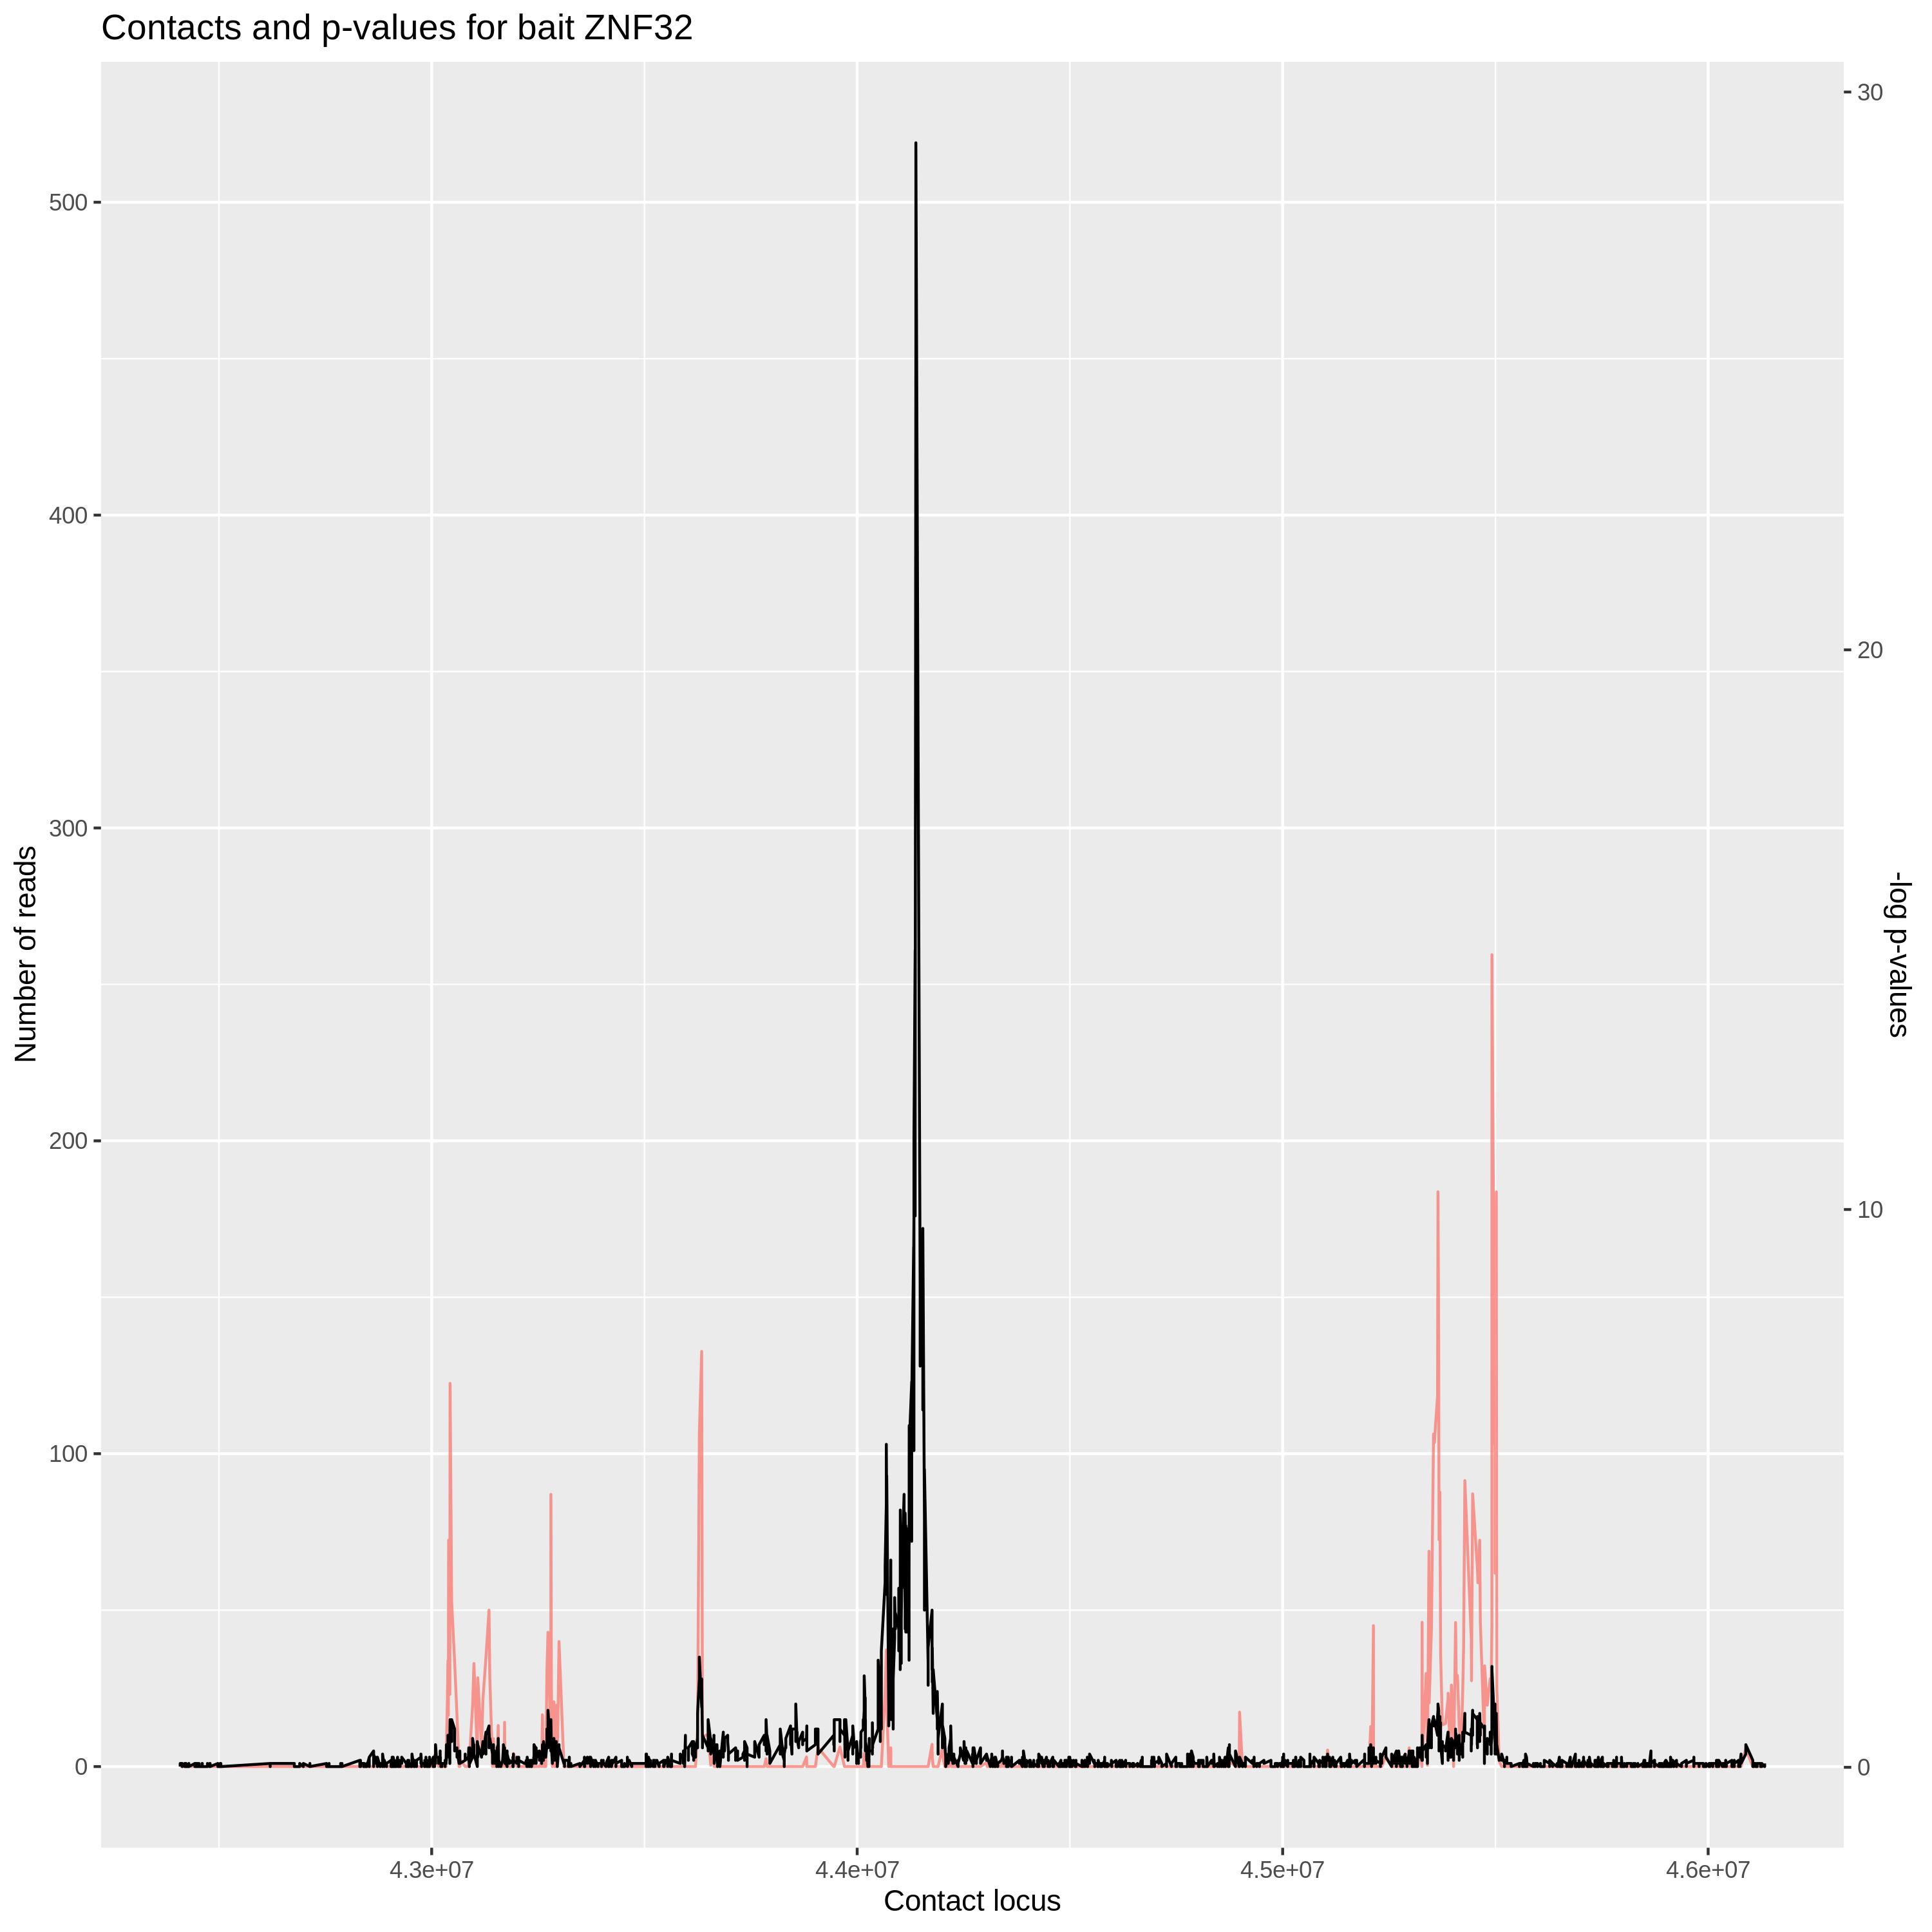 Contacts and p-values for bait ZNF32
Number of reads
500
400
300
200
100
0
30
20
10
0
-log p-values
4.3e+07
4.4e+07
4.5e+07
4.6e+07
Contact locus